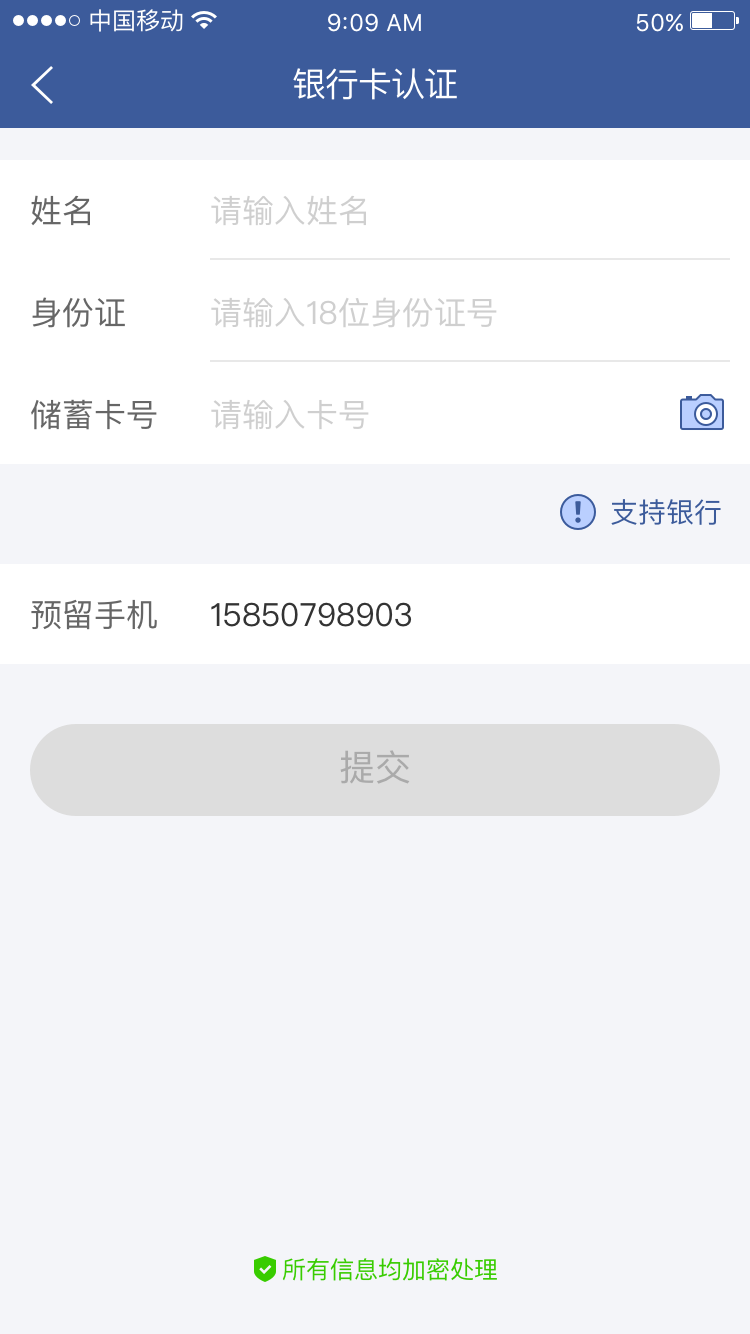 中国移动 9:09 AM 50%
银行卡认证
姓名 请输入姓名
身份证 请输入18位身份证号
储蓄卡号 请输入卡号
支持银行
预留手机 15850798903
提交
所有信息均加密处理